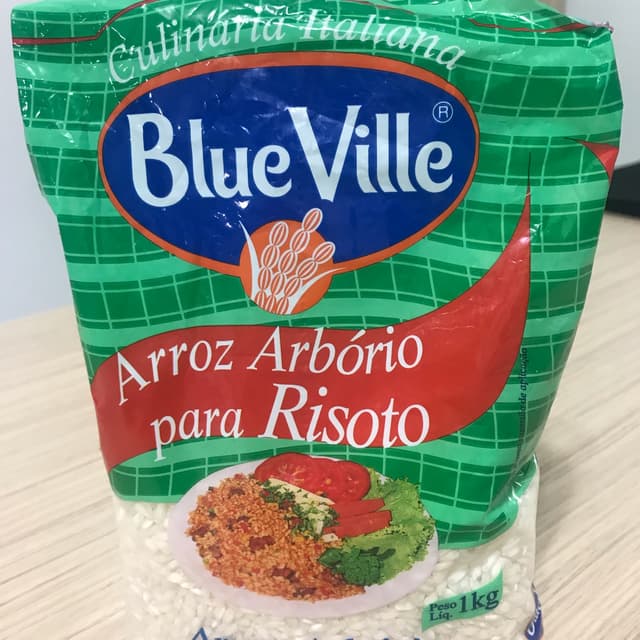 Culinária Italiana
Blue Ville
®
Arroz Arbório
para Risoto
Peso
Líq. 1kg